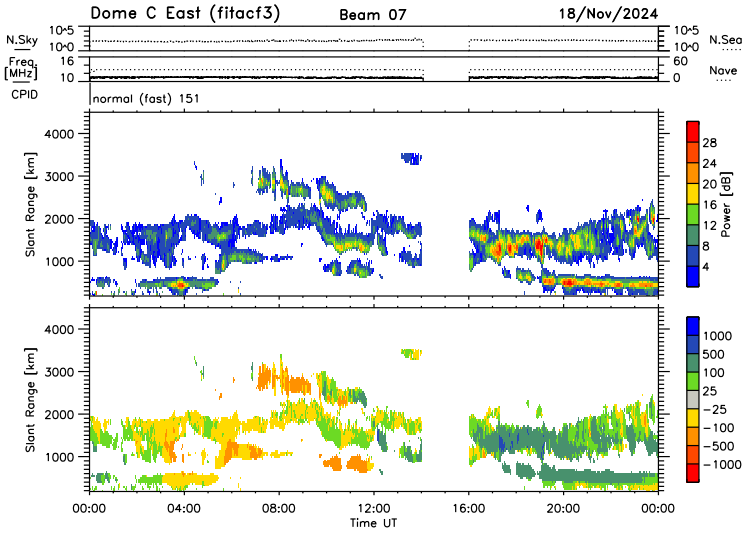 Dome C East (fitacf3) Beam 07 18/Nov/2024
N.Sky 10^5 10^0 10^5 10^0 N.Sea
Freq. [MHz] 16 10 60 0 Nave
CPID normal (fast) 151
Slant Range [km] 4000 3000 2000 1000
28 24 20 16 12 8 4 Power [dB]
Slant Range [km] 4000 3000 2000 1000
1000 500 100 25 -25 -100 -500 -1000
00:00 04:00 08:00 12:00 16:00 20:00 00:00
Time UT